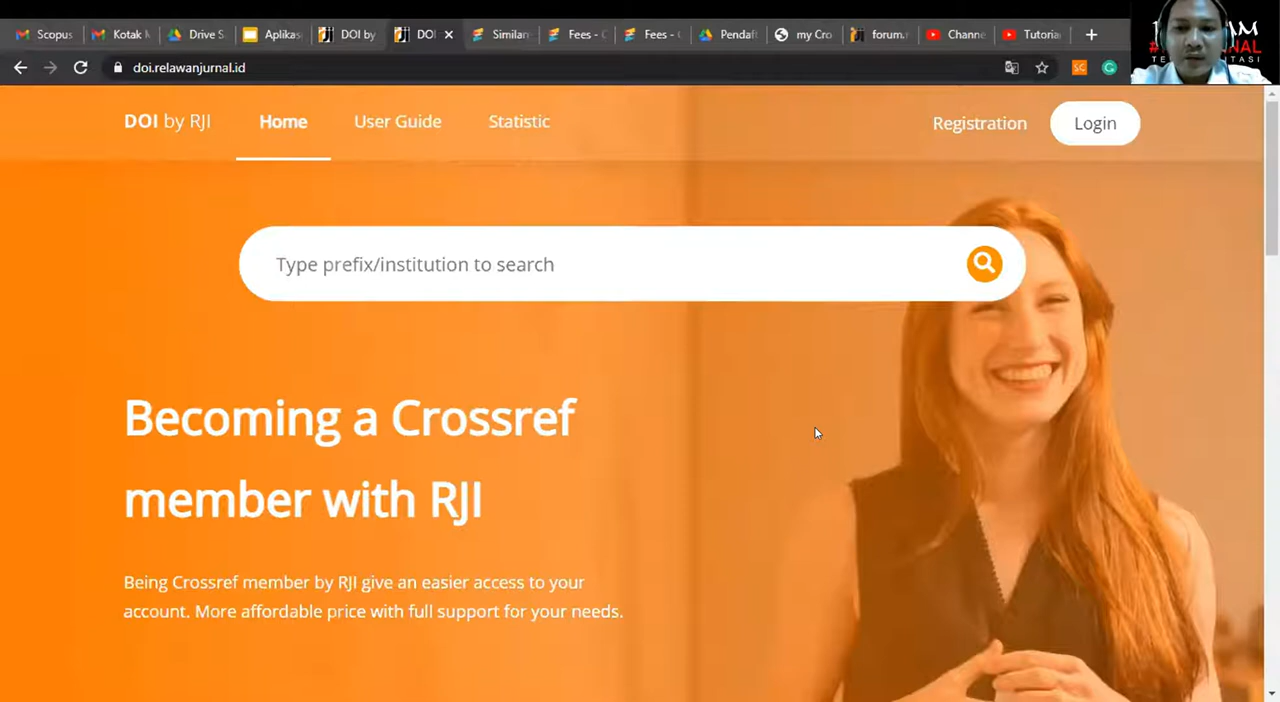 Scopus
Kotak M
Drive S
Aplikas
DOI by
DOI
Similari
Fees - C
Fees - C
Pendaft
my Cro
forum.r
Channe
Tutoria
doi.relawanjurnal.id
DOI by RJI
Home
User Guide
Statistic
Registration
Login
Type prefix/institution to search
Becoming a Crossref
member with RJI
Being Crossref member by RJI give an easier access to your
account. More affordable price with full support for your needs.